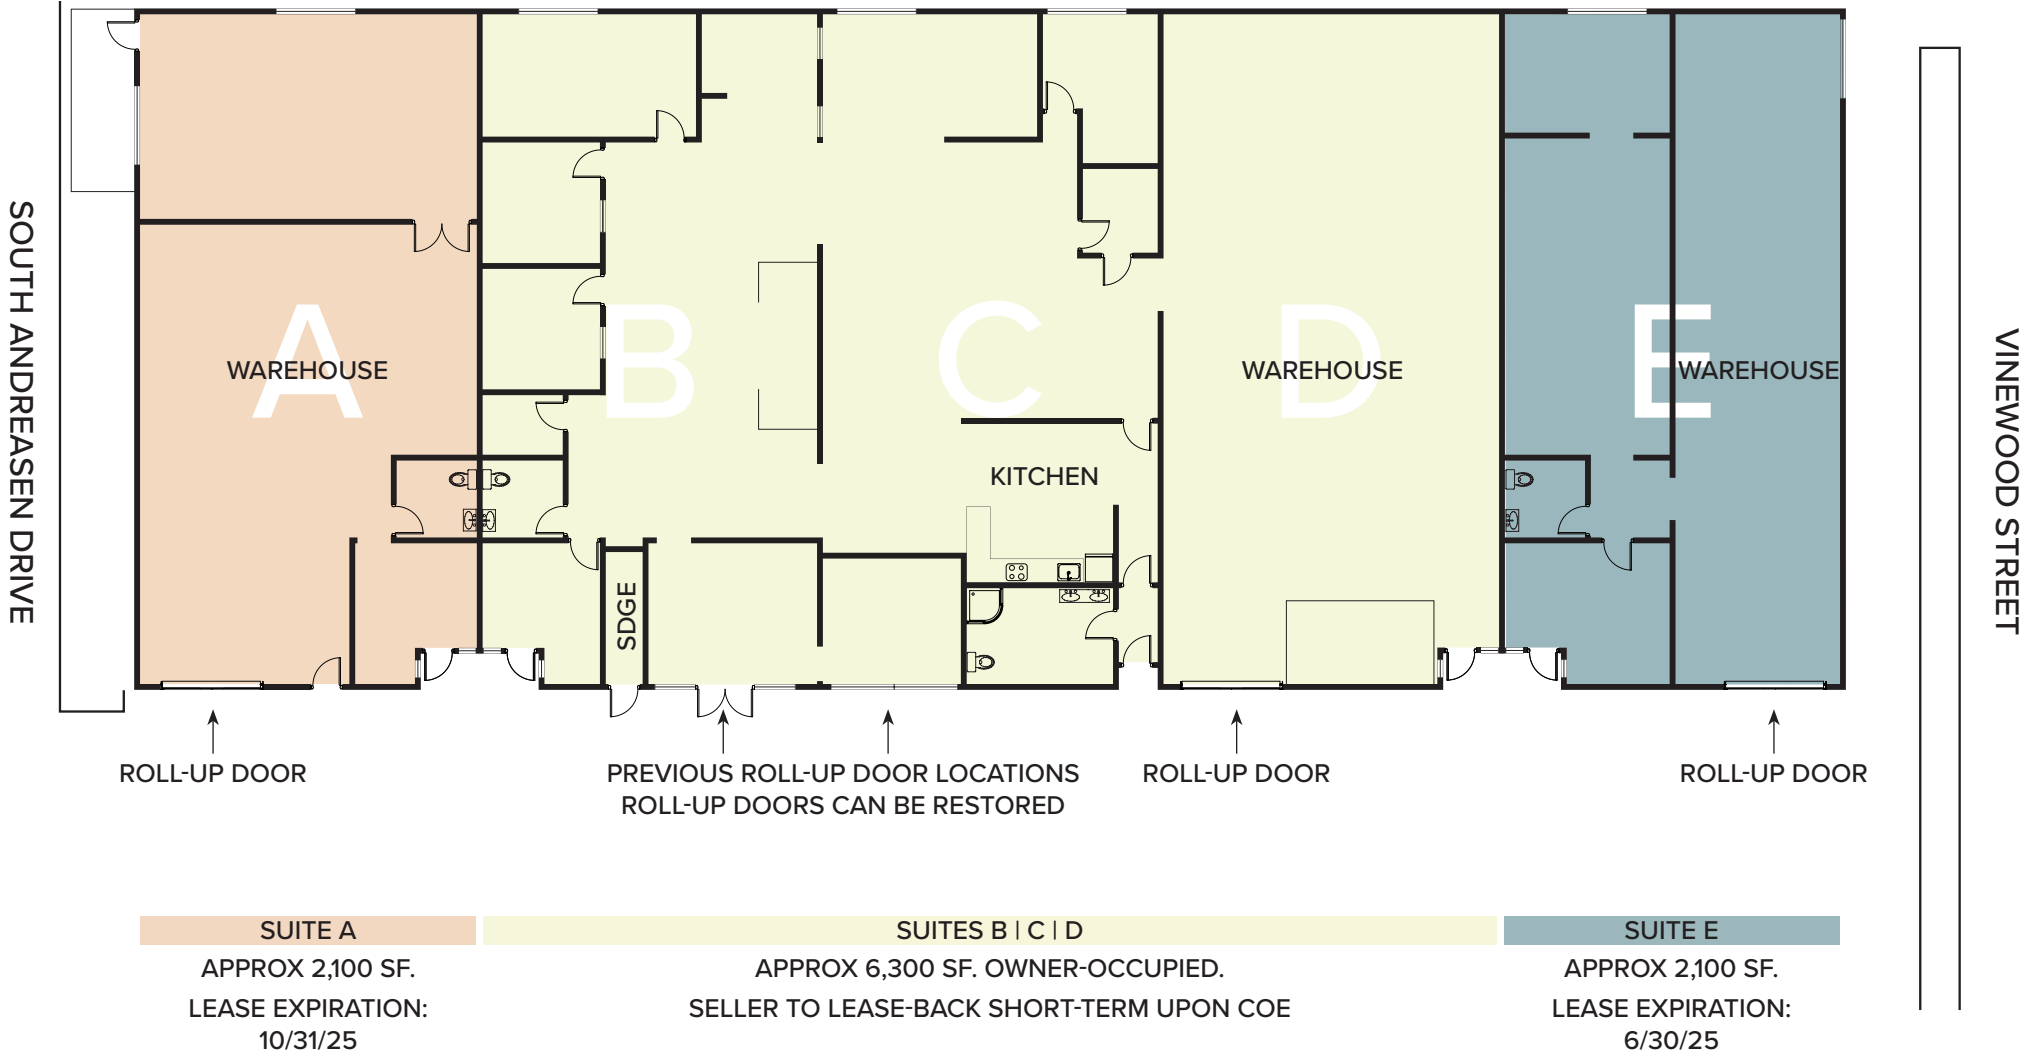 SOUTH ANDREASEN DRIVE
A
B
C
D
E
WAREHOUSE
WAREHOUSE
WAREHOUSE
KITCHEN
SDGE
VINEWOOD STREET
ROLL-UP DOOR
PREVIOUS ROLL-UP DOOR LOCATIONS
ROLL-UP DOORS CAN BE RESTORED
ROLL-UP DOOR
ROLL-UP DOOR
SUITE A
APPROX 2,100 SF.
LEASE EXPIRATION:
10/31/25
SUITES B | C | D
APPROX 6,300 SF. OWNER-OCCUPIED.
SELLER TO LEASE-BACK SHORT-TERM UPON COE
SUITE E
APPROX 2,100 SF.
LEASE EXPIRATION:
6/30/25